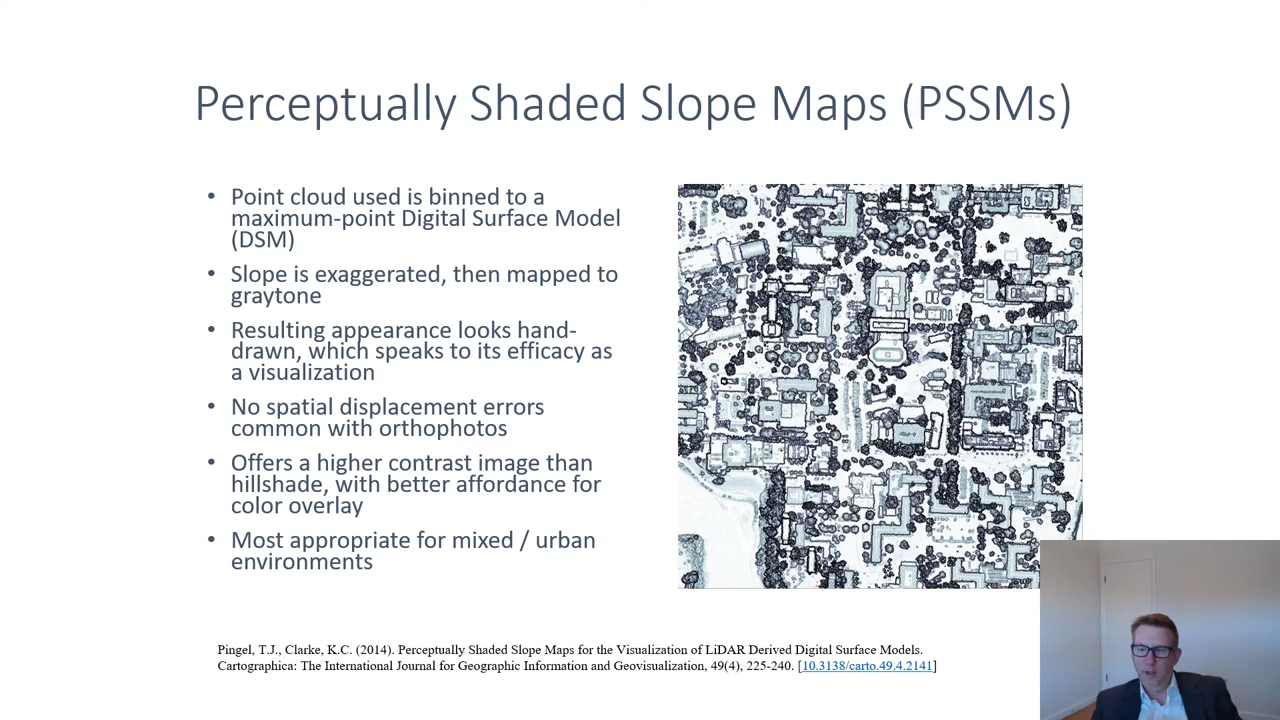 Perceptually Shaded Slope Maps (PSSMs)
• Point cloud used is binned to a
maximum-point Digital Surface Model
(DSM)
• Slope is exaggerated, then mapped to
graytone
• Resulting appearance looks hand-
drawn, which speaks to its efficacy as
a visualization
• No spatial displacement errors
common with orthophotos
• Offers a higher contrast image than
hillshade, with better affordance for
color overlay
• Most appropriate for mixed / urban
environments
Pingel, T.J., Clarke, K.C. (2014). Perceptually Shaded Slope Maps for the Visualization of LiDAR Derived Digital Surface Models.
Cartographica: The International Journal for Geographic Information and Geovisualization, 49(4), 225-240. [10.3138/carto.49.4.2141]